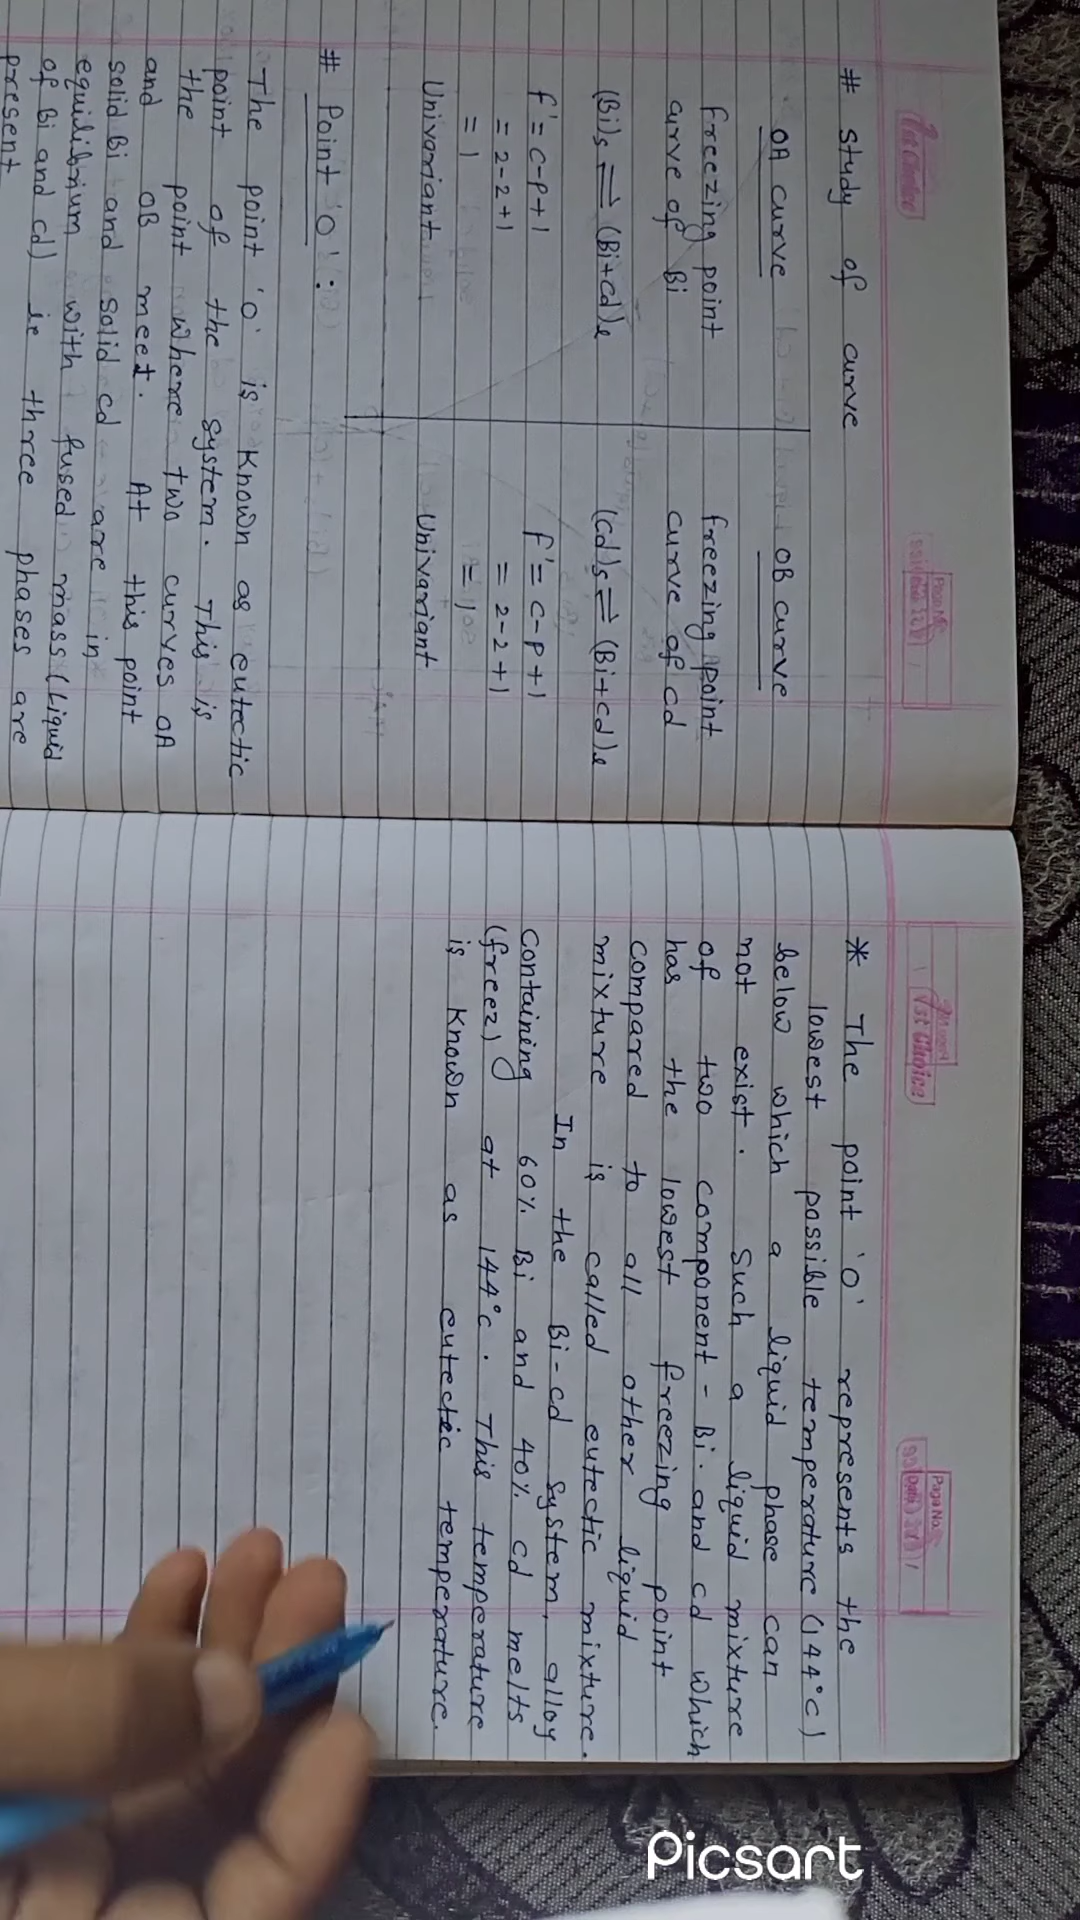 # study of curve
OA curve
freezing point
curve of Bi
(Bi)s ⇌ (Bi+cd)l
f' = c-p+1
= 2-2+1
= 1
Univariant
OB curve
freezing point
curve of cd
(cd)s ⇌ (Bi+cd)l
f' = c-p+1
= 2-2+1
= 1
Univariant
# Point 'O' :
The point 'O' is known as eutectic
point of the system. This is
the point where two curves OA
and OB meet. At this point
solid Bi and solid cd are in
equilibrium with fused mass (Liquid
of Bi and cd) ie three phases are
present
1st Choice
Page No.
* The point 'O' represents the
lowest possible temperature (144°C)
below which a liquid phase can
not exist. Such a liquid mixture
of two component - Bi and cd which
has the lowest freezing point
compared to all other liquid
mixture is called eutectic mixture.
In the Bi-cd system, alloy
containing 60% Bi and 40% cd melts
(freez) at 144°c. This temperature
is known as eutectic temperature.
Picsart